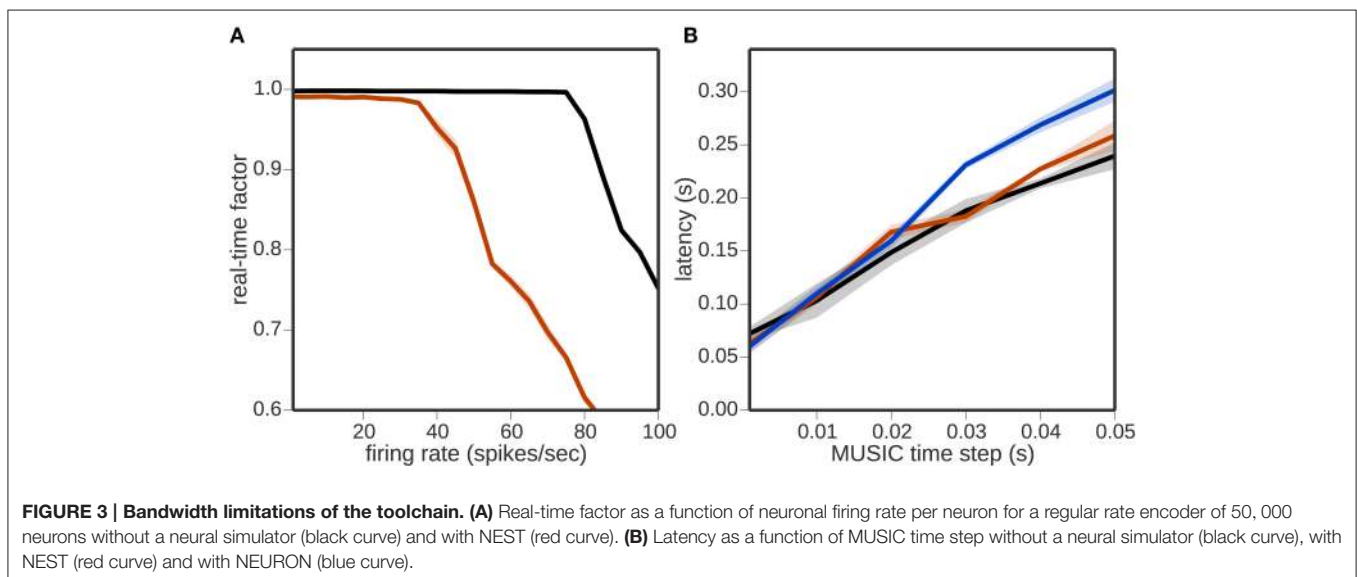 A
B
1.0
0.9
0.8
0.7
0.6
real-time factor
20
40
60
80
100
firing rate (spikes/sec)
0.30
0.25
0.20
0.15
0.10
0.05
0.00
latency (s)
0.01
0.02
0.03
0.04
0.05
MUSIC time step (s)
FIGURE 3 | Bandwidth limitations of the toolchain. (A) Real-time factor as a function of neuronal firing rate per neuron for a regular rate encoder of 50, 000
neurons without a neural simulator (black curve) and with NEST (red curve). (B) Latency as a function of MUSIC time step without a neural simulator (black curve), with
NEST (red curve) and with NEURON (blue curve).